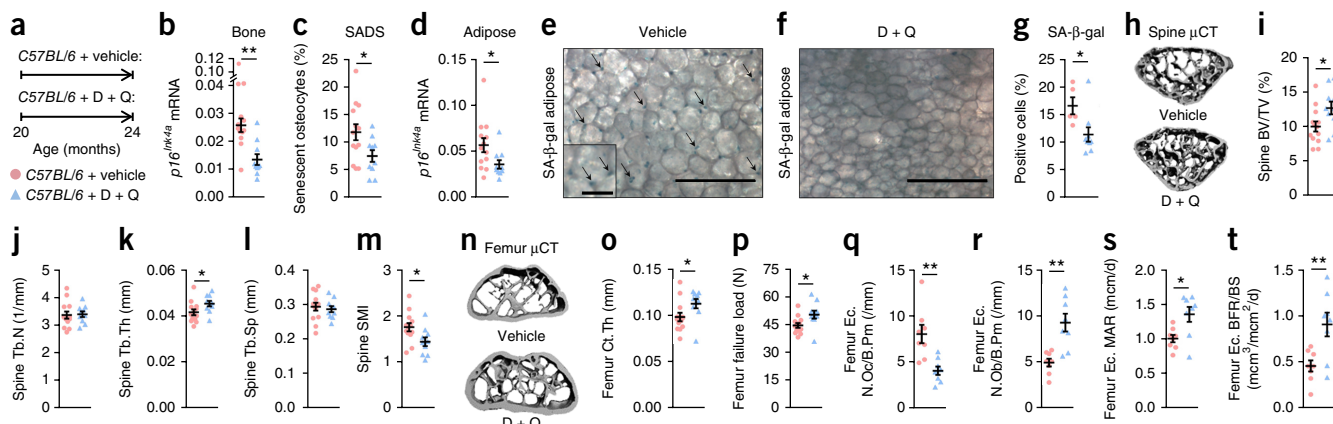 a
C57BL/6 + vehicle:
C57BL/6 + D + Q:
20 24
Age (months)
C57BL/6 + vehicle
C57BL/6 + D + Q
b
Bone
**
p16Ink4a mRNA
0.12
0.10
0.03
0.02
0.01
0.00
c
SADS
*
Senescent osteocytes (%)
25
20
15
10
5
0
d
Adipose
*
p16Ink4a mRNA
0.15
0.10
0.05
0.00
e
Vehicle
SA-β-gal adipose
f
D + Q
SA-β-gal adipose
g
SA-β-gal
*
Positive cells (%)
25
20
15
10
5
0
h
Spine μCT
Vehicle
D + Q
i
*
Spine BV/TV (%)
15
10
5
0
j
Spine Tb.N (1/mm)
5
4
3
2
1
0
k
*
Spine Tb.Th (mm)
0.06
0.04
0.02
0.00
l
Spine Tb.Sp (mm)
0.4
0.3
0.2
0.1
0.0
m
*
Spine SMI
3
2
1
0
n
Femur μCT
Vehicle
D + Q
o
*
Femur Ct.Th (mm)
0.15
0.10
0.05
0.00
p
*
Femur failure load (N)
75
60
45
30
15
0
q
**
Femur Ec.
N.Oc/B.Pm (/mm)
15
10
5
0
r
**
Femur Ec.
N.Ob/B.Pm (/mm)
15
10
5
0
s
*
Femur Ec. MAR (mcm/d)
2.0
1.5
1.0
0.5
0.0
t
**
Femur Ec. BFR/BS
(mcm3/mcm2/d)
1.5
1.0
0.5
0.0